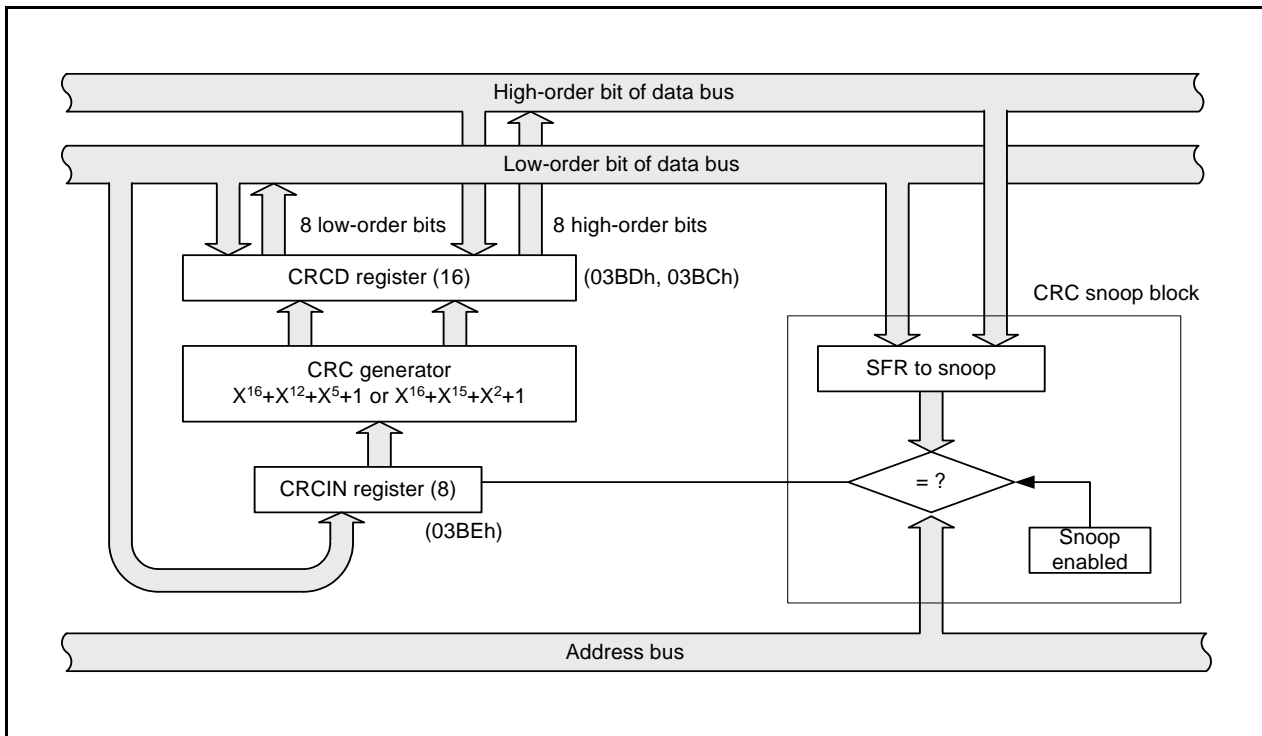 High-order bit of data bus
Low-order bit of data bus
8 low-order bits
8 high-order bits
CRCD register (16)
(03BDh, 03BCh)
CRC snoop block
CRC generator
X¹⁶+X¹²+X⁵+1 or X¹⁶+X¹⁵+X²+1
SFR to snoop
CRCIN register (8)
(03BEh)
= ?
Snoop
enabled
Address bus